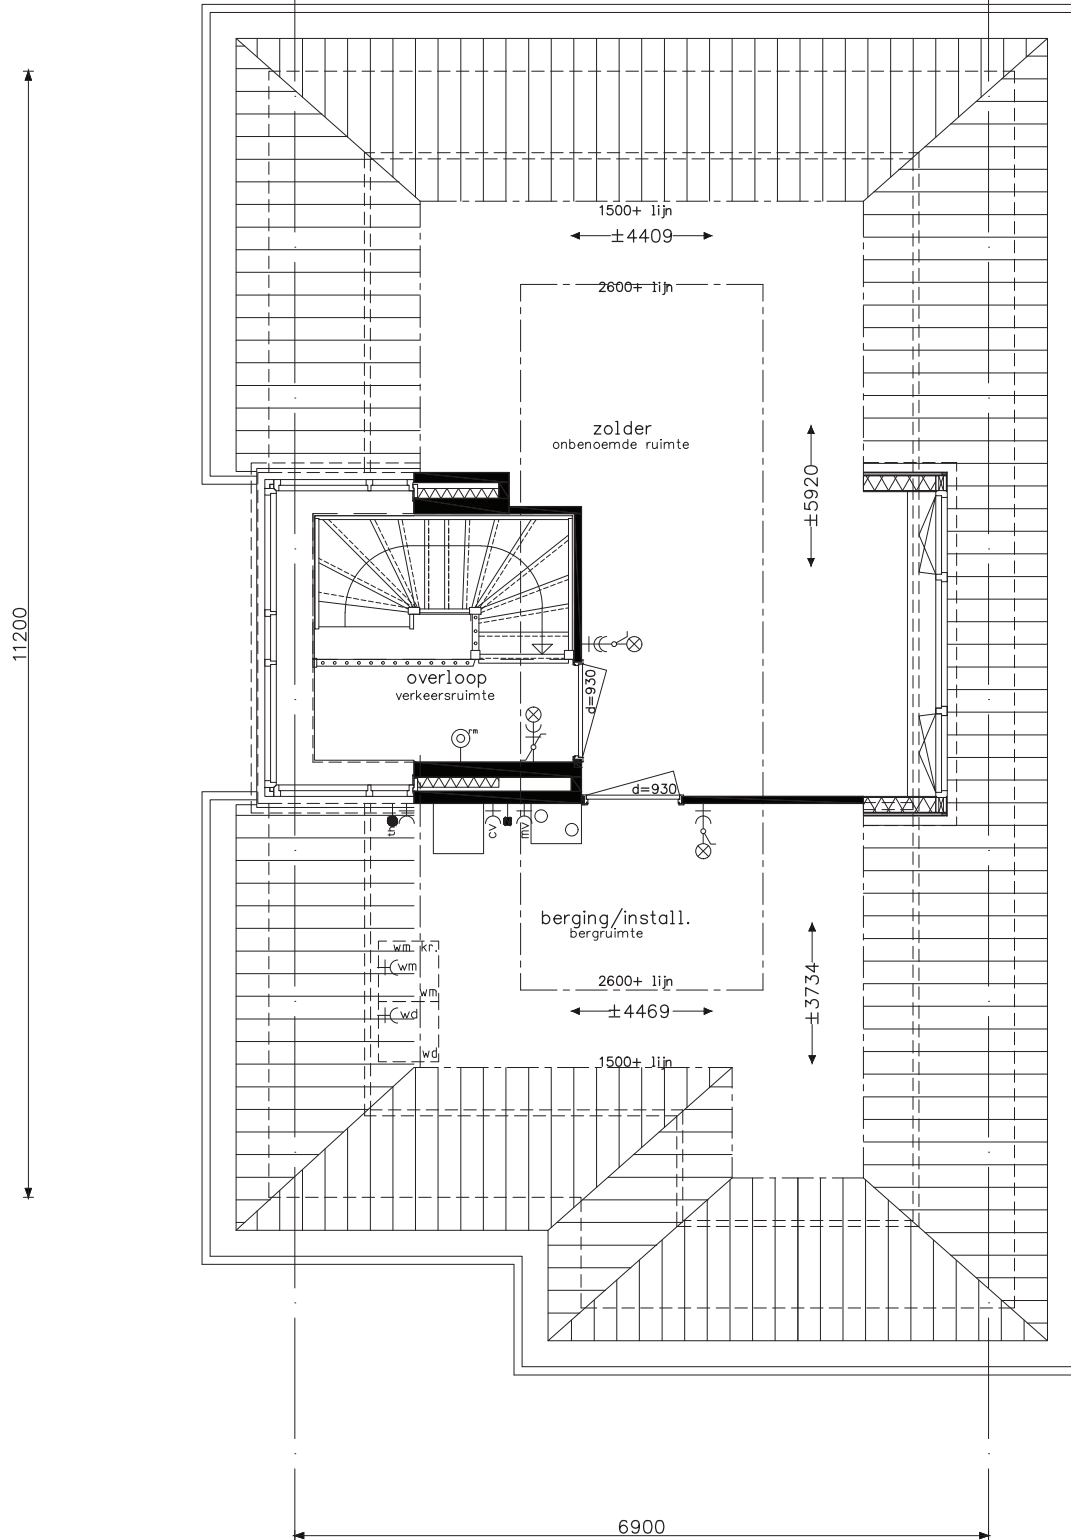 1500+ lijn
±4409
2600+ lijn
zolder
onbenoemde ruimte
±5920
11200
overloop
verkeersruimte
d=930
rm
d=930
th
cv
mv
berging/install.
bergruimte
wm kr.
wm
wm
wd
wd
2600+ lijn
±4469
±3734
1500+ lijn
6900